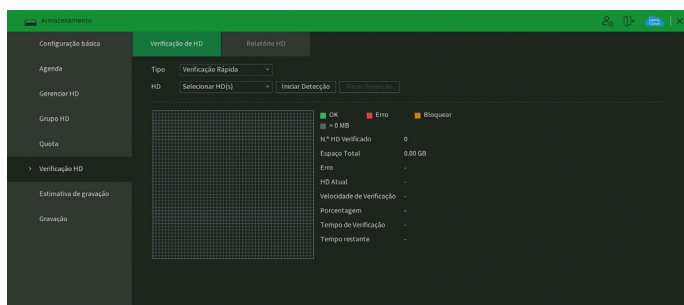 Armazenamento
Configuração básica
Agenda
Gerenciar HD
Grupo HD
Quota
> Verificação HD
Estimativa de gravação
Gravação
Verificação de HD Relatório HD
Tipo Verificação Rápida
HD Selecionar HD(s) Iniciar Detecção Parar Detecção
OK Erro Bloquear
= 0 MB
N.º HD Verificado 0
Espaço Total 0.00 GB
Erro -
HD Atual -
Velocidade de Verificação -
Porcentagem -
Tempo de Verificação -
Tempo restante -